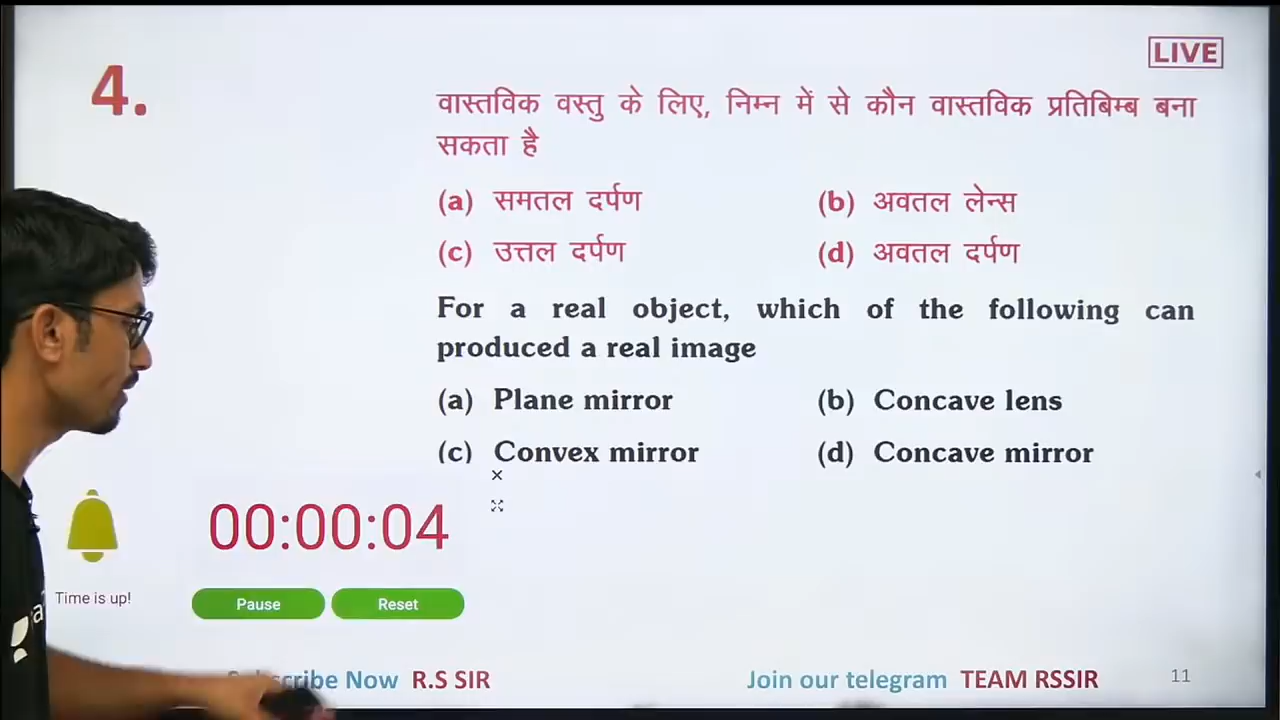 LIVE
4.
वास्तविक वस्तु के लिए, निम्न में से कौन वास्तविक प्रतिबिम्ब बना
सकता है
(a) समतल दर्पण (b) अवतल लेन्स
(c) उत्तल दर्पण (d) अवतल दर्पण
For a real object, which of the following can
produced a real image
(a) Plane mirror (b) Concave lens
(c) Convex mirror (d) Concave mirror
00:00:04
Time is up!
Pause Reset
Subscribe Now R.S SIR Join our telegram TEAM RSSIR 11